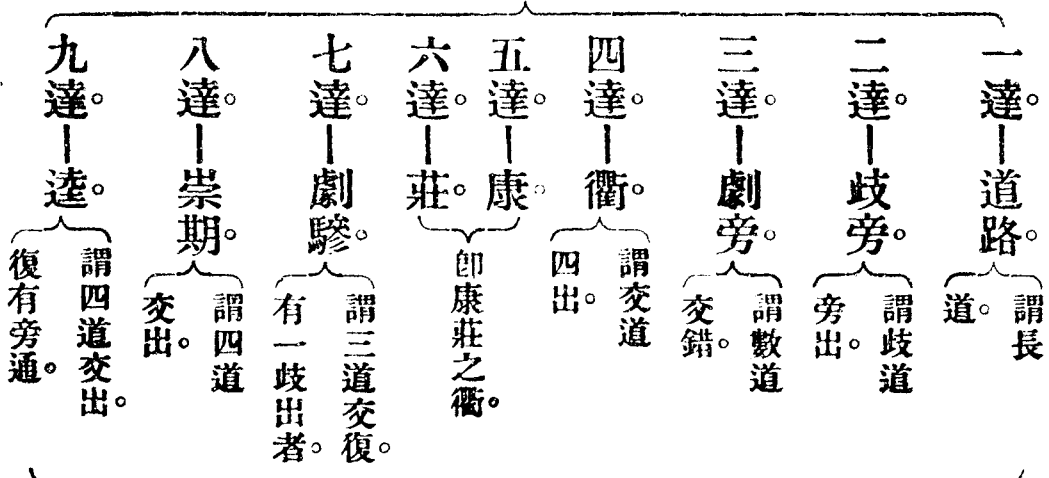 一達。道路。謂長道。
二達。歧旁。謂歧道旁出。
三達。劇旁。謂數道交錯。
四達。衢。謂交道四出。
五達。康。
六達。莊。
卽康莊之衢。
七達。劇驂。謂三道交復。有一歧出者。
八達。崇期。謂四道交出。
九達。逵。謂四道交出。復有旁通。